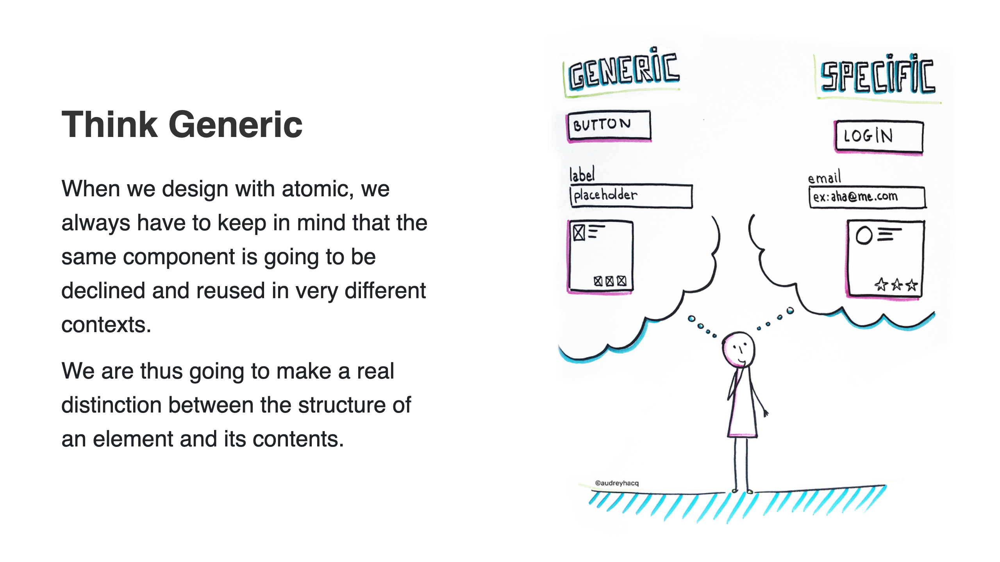 Think Generic
When we design with atomic, we
always have to keep in mind that the
same component is going to be
declined and reused in very different
contexts.
We are thus going to make a real
distinction between the structure of
an element and its contents.
GENERiC
BUTTON
label
placeholder
SPECiFiC
LOGIN
email
ex:aha@me.com
©audreyhacq